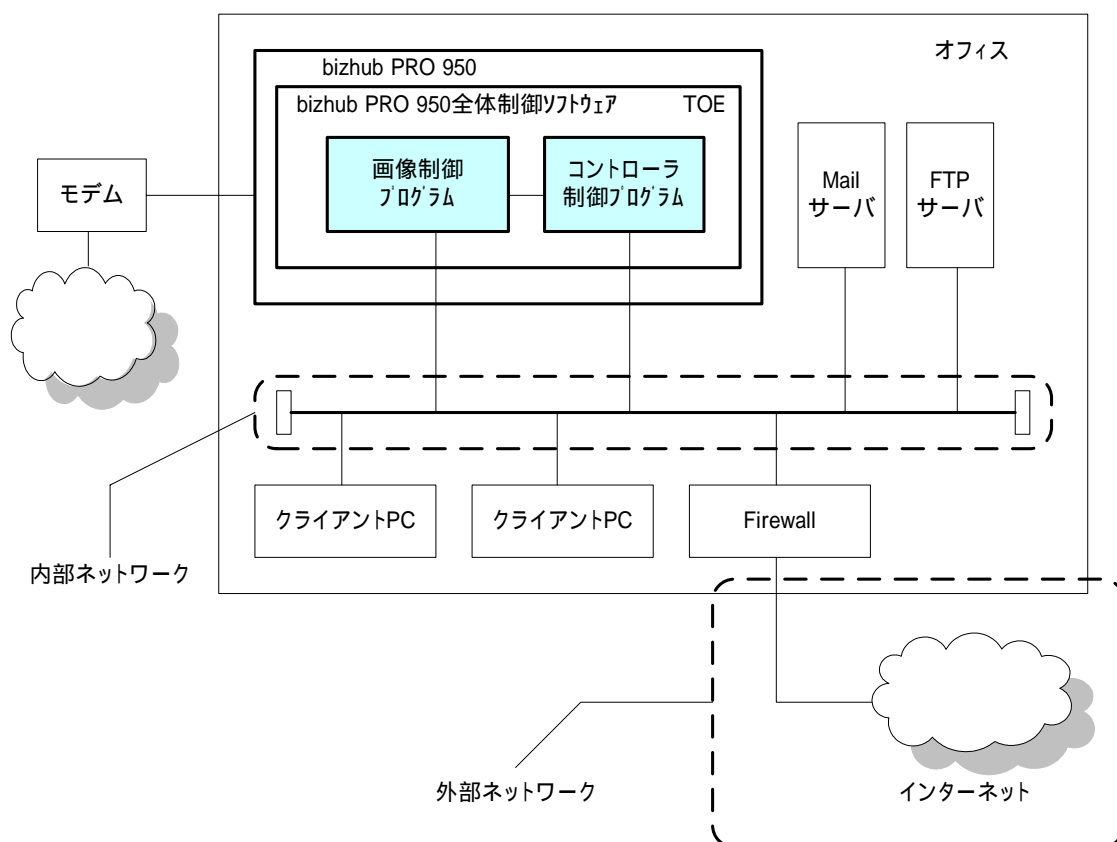 オフィス
bizhub PRO 950
bizhub PRO 950全体制御ソフトウェア TOE
画像制御
プログラム
コントローラ
制御プログラム
モデム
Mail
サーバ
FTP
サーバ
クライアントPC
クライアントPC
Firewall
内部ネットワーク
外部ネットワーク
インターネット